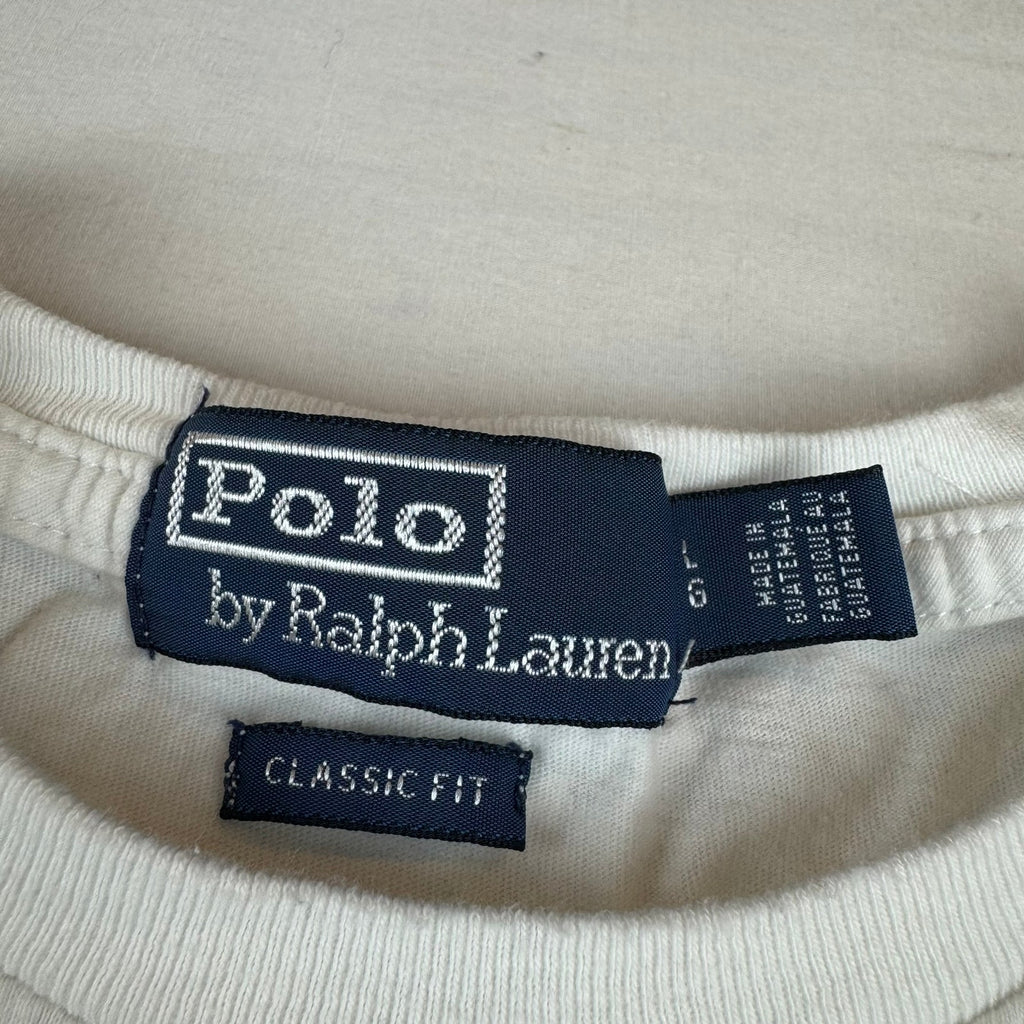 Polo
by Ralph Lauren
MADE IN
GUATEMALA
FABRIQUE AU
GUATEMALA
CLASSIC FIT